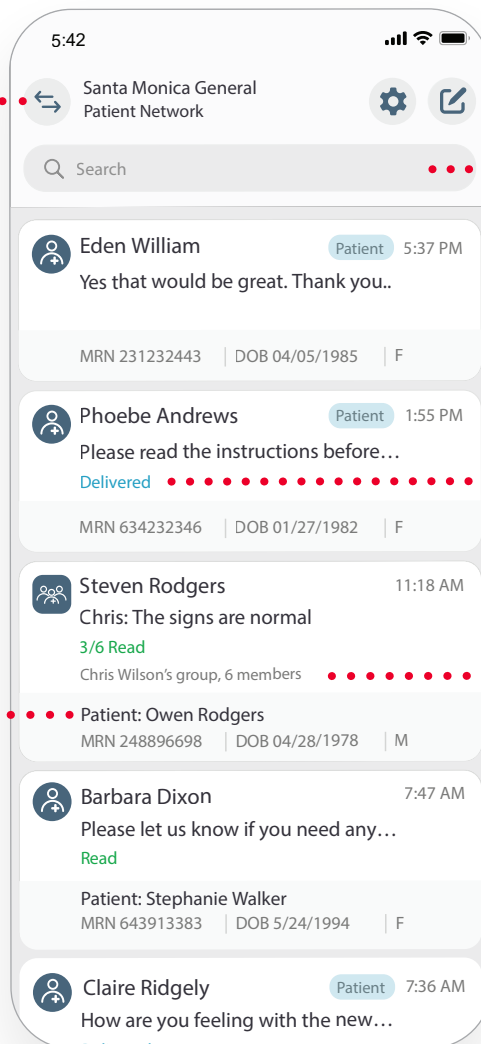 5:42
Santa Monica General
Patient Network
Search
Eden William Patient 5:37 PM
Yes that would be great. Thank you..
MRN 231232443 | DOB 04/05/1985 | F
Phoebe Andrews Patient 1:55 PM
Please read the instructions before…
Delivered
MRN 634232346 | DOB 01/27/1982 | F
Steven Rodgers 11:18 AM
Chris: The signs are normal
3/6 Read
Chris Wilson's group, 6 members
Patient: Owen Rodgers
MRN 248896698 | DOB 04/28/1978 | M
Barbara Dixon 7:47 AM
Please let us know if you need any…
Read
Patient: Stephanie Walker
MRN 643913383 | DOB 5/24/1994 | F
Claire Ridgely Patient 7:36 AM
How are you feeling with the new…